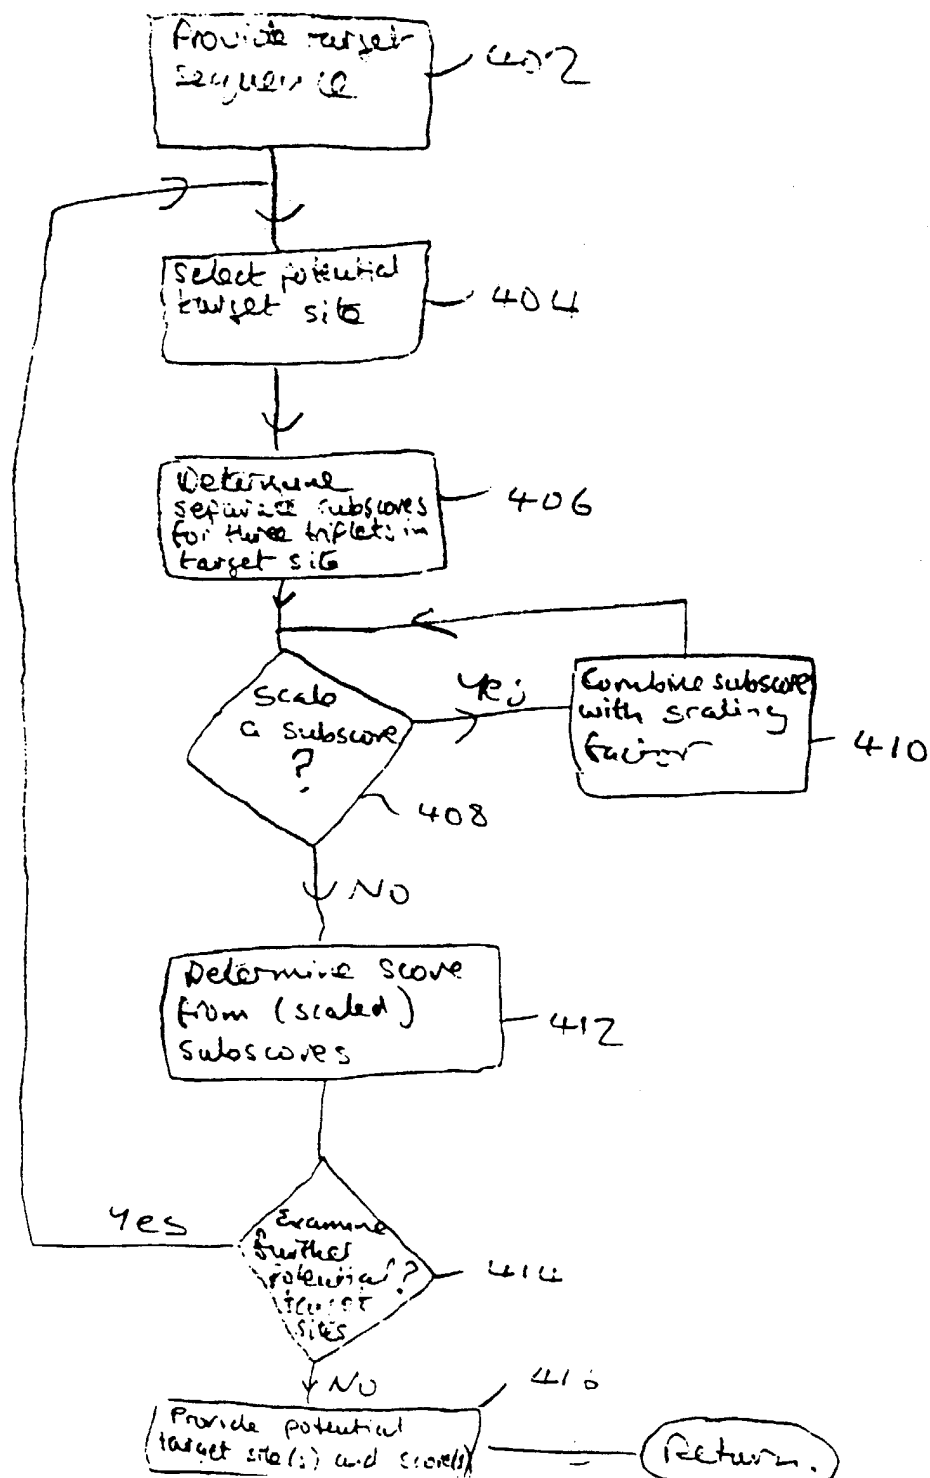 Provide target
sequence
402
Select potential
target site
404
Determine
separate subscores
for three triplets in
target site
406
Scale
a subscore
?
408
Yes
Combine subscore
with scaling
factor
410
No
Determine score
from (scaled)
subscores
412
Yes
Examine
further
potential
target
sites
?
414
No
416
Provide potential
target site(s) and score(s)
Return.